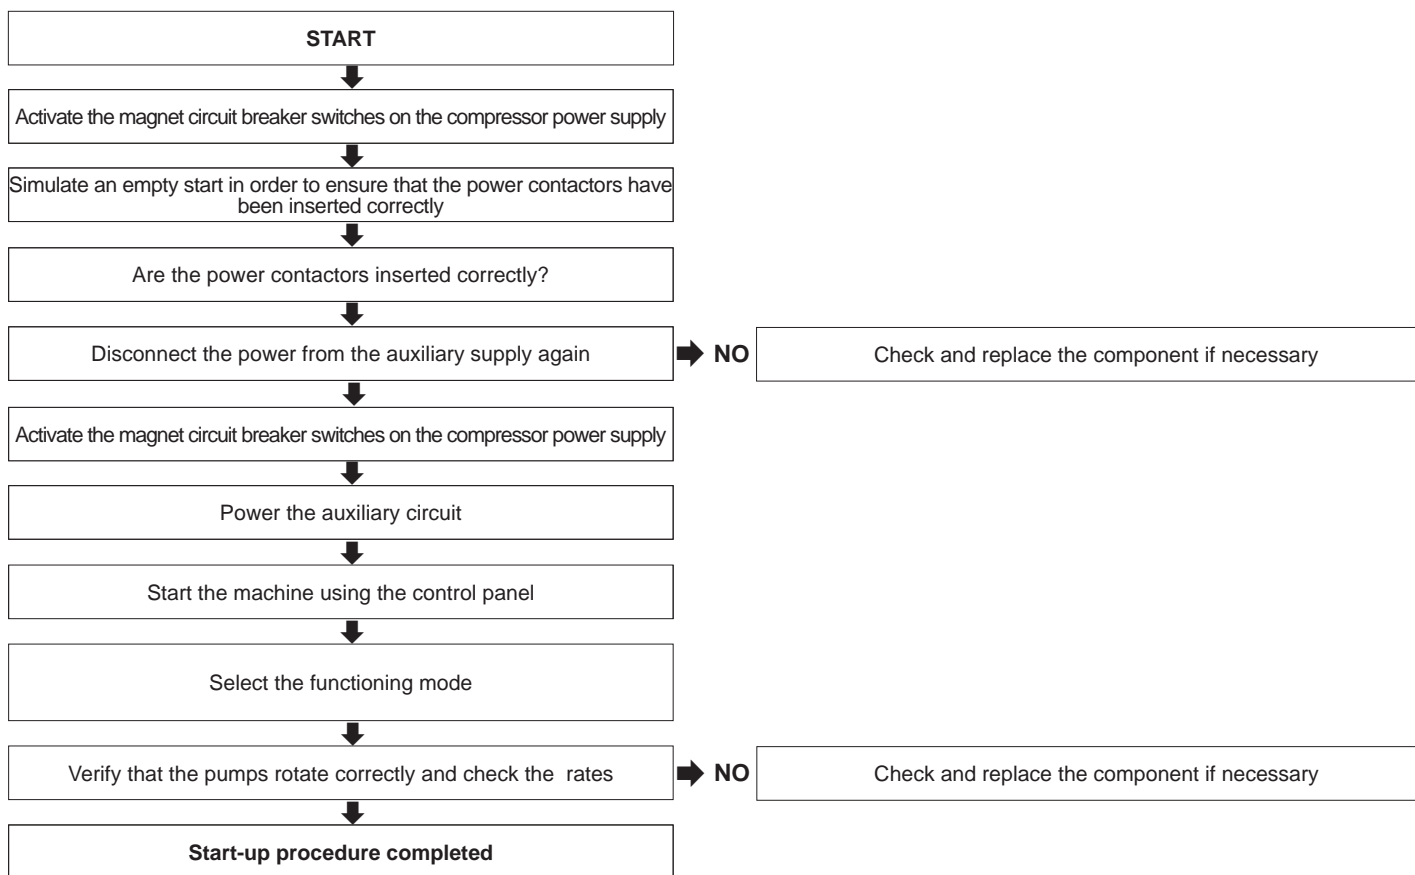 START
Activate the magnet circuit breaker switches on the compressor power supply
Simulate an empty start in order to ensure that the power contactors have
been inserted correctly
Are the power contactors inserted correctly?
Disconnect the power from the auxiliary supply again
NO
Check and replace the component if necessary
Activate the magnet circuit breaker switches on the compressor power supply
Power the auxiliary circuit
Start the machine using the control panel
Select the functioning mode
Verify that the pumps rotate correctly and check the  rates
NO
Check and replace the component if necessary
Start-up procedure completed